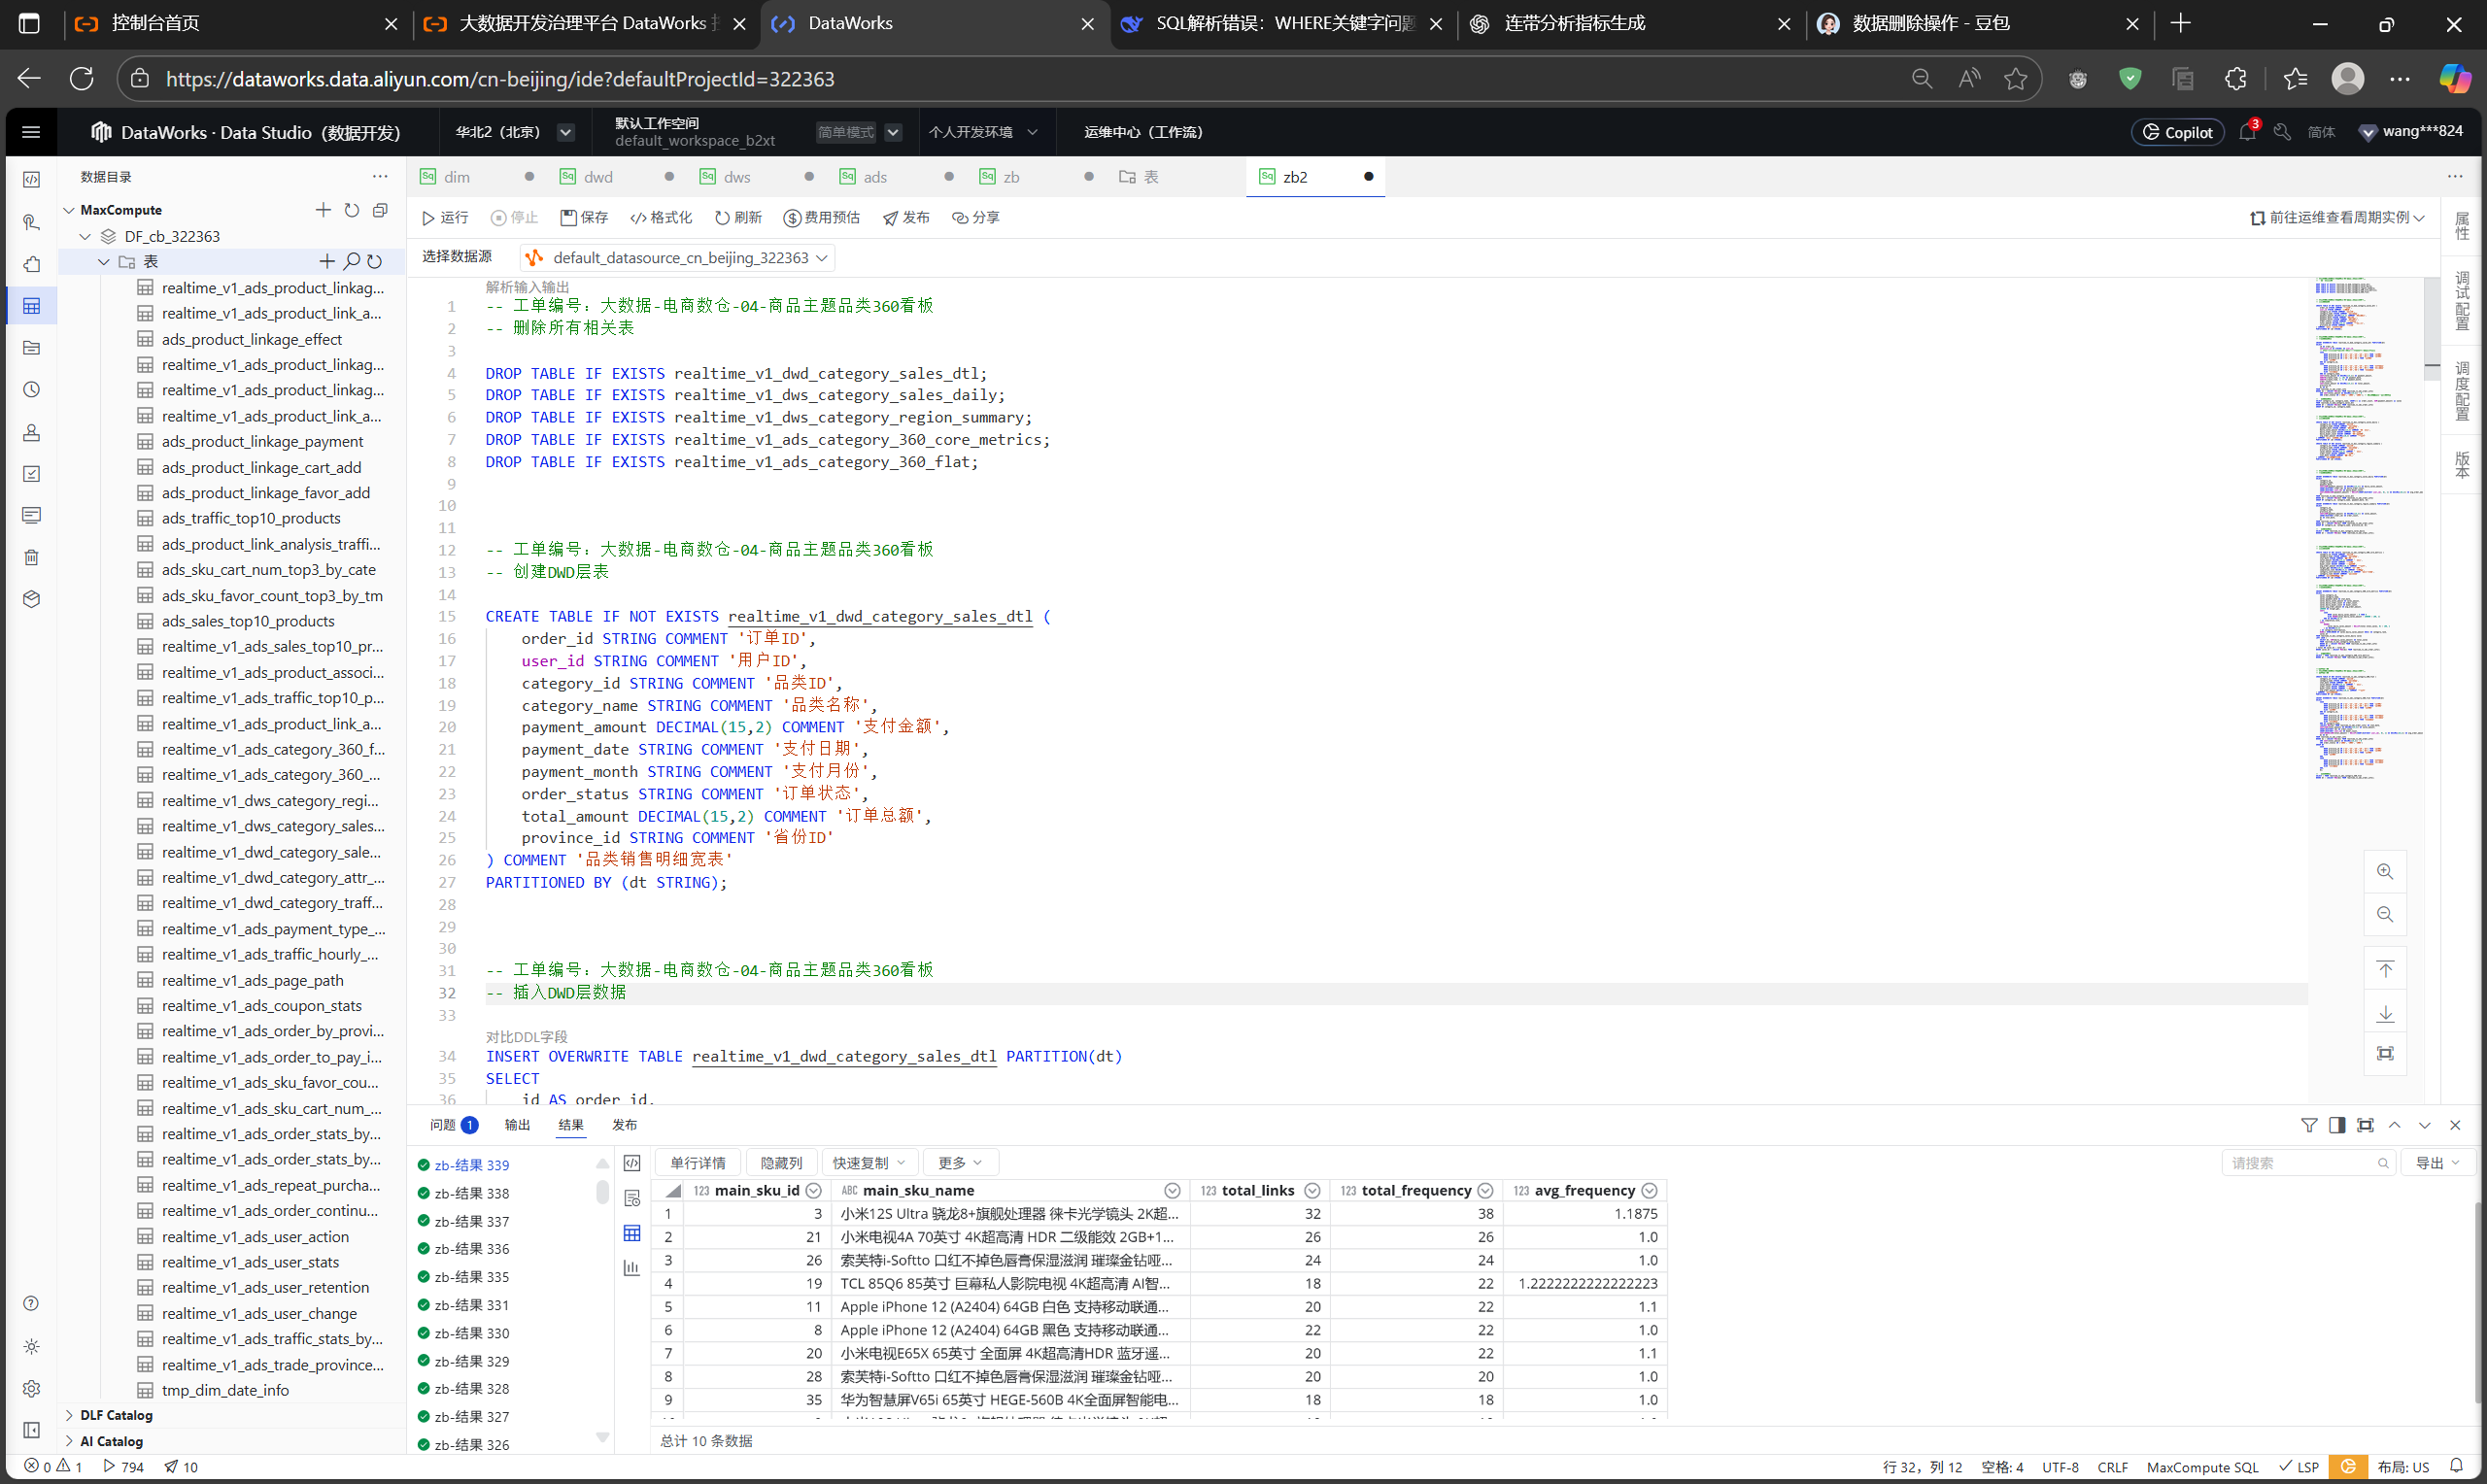 控制台首页
大数据开发治理平台 DataWorks
DataWorks
SQL解析错误：WHERE关键字问题
连带分析指标生成
数据删除操作 - 豆包
https://dataworks.data.aliyun.com/cn-beijing/ide?defaultProjectId=322363
DataWorks · Data Studio（数据开发）
华北2（北京）
默认工作空间
default_workspace_b2xt
简单模式
个人开发环境
运维中心（工作流）
Copilot
3
简体
wang***824
数据目录
MaxCompute
DF_cb_322363
表
realtime_v1_ads_product_linkag...
realtime_v1_ads_product_link_a...
ads_product_linkage_effect
realtime_v1_ads_product_linkag...
realtime_v1_ads_product_linkag...
realtime_v1_ads_product_link_a...
ads_product_linkage_payment
ads_product_linkage_cart_add
ads_product_linkage_favor_add
ads_traffic_top10_products
ads_product_link_analysis_traffi...
ads_sku_cart_num_top3_by_cate
ads_sku_favor_count_top3_by_tm
ads_sales_top10_products
realtime_v1_ads_sales_top10_pr...
realtime_v1_ads_product_associ...
realtime_v1_ads_traffic_top10_p...
realtime_v1_ads_product_link_a...
realtime_v1_ads_category_360_f...
realtime_v1_ads_category_360_...
realtime_v1_dws_category_regi...
realtime_v1_dws_category_sales...
realtime_v1_dwd_category_sale...
realtime_v1_dwd_category_attr_...
realtime_v1_dwd_category_traff...
realtime_v1_ads_payment_type_...
realtime_v1_ads_traffic_hourly_...
realtime_v1_ads_page_path
realtime_v1_ads_coupon_stats
realtime_v1_ads_order_by_provi...
realtime_v1_ads_order_to_pay_i...
realtime_v1_ads_sku_favor_cou...
realtime_v1_ads_sku_cart_num_...
realtime_v1_ads_order_stats_by...
realtime_v1_ads_order_stats_by...
realtime_v1_ads_repeat_purcha...
realtime_v1_ads_order_continu...
realtime_v1_ads_user_action
realtime_v1_ads_user_stats
realtime_v1_ads_user_retention
realtime_v1_ads_user_change
realtime_v1_ads_traffic_stats_by...
realtime_v1_ads_trade_province...
tmp_dim_date_info
DLF Catalog
AI Catalog
dim
dwd
dws
ads
zb
表
zb2
运行 停止 保存 格式化 刷新 费用预估 发布 分享
前往运维查看周期实例
选择数据源
default_datasource_cn_beijing_322363
属性
调试配置
调度配置
版本
解析输入输出
1 -- 工单编号：大数据-电商数仓-04-商品主题品类360看板
2 -- 删除所有相关表
3
4 DROP TABLE IF EXISTS realtime_v1_dwd_category_sales_dtl;
5 DROP TABLE IF EXISTS realtime_v1_dws_category_sales_daily;
6 DROP TABLE IF EXISTS realtime_v1_dws_category_region_summary;
7 DROP TABLE IF EXISTS realtime_v1_ads_category_360_core_metrics;
8 DROP TABLE IF EXISTS realtime_v1_ads_category_360_flat;
9
10
11
12 -- 工单编号：大数据-电商数仓-04-商品主题品类360看板
13 -- 创建DWD层表
14
15 CREATE TABLE IF NOT EXISTS realtime_v1_dwd_category_sales_dtl (
16 order_id STRING COMMENT '订单ID',
17 user_id STRING COMMENT '用户ID',
18 category_id STRING COMMENT '品类ID',
19 category_name STRING COMMENT '品类名称',
20 payment_amount DECIMAL(15,2) COMMENT '支付金额',
21 payment_date STRING COMMENT '支付日期',
22 payment_month STRING COMMENT '支付月份',
23 order_status STRING COMMENT '订单状态',
24 total_amount DECIMAL(15,2) COMMENT '订单总额',
25 province_id STRING COMMENT '省份ID'
26 ) COMMENT '品类销售明细宽表'
27 PARTITIONED BY (dt STRING);
28
29
30
31 -- 工单编号：大数据-电商数仓-04-商品主题品类360看板
32 -- 插入DWD层数据
33
对比DDL字段
34 INSERT OVERWRITE TABLE realtime_v1_dwd_category_sales_dtl PARTITION(dt)
35 SELECT
36 id AS order_id,
问题 1 输出 结果 发布
zb-结果 339
zb-结果 338
zb-结果 337
zb-结果 336
zb-结果 335
zb-结果 331
zb-结果 330
zb-结果 329
zb-结果 328
zb-结果 327
zb-结果 326
单行详情 隐藏列 快速复制 更多
请搜索
导出
123 main_sku_id ABC main_sku_name 123 total_links 123 total_frequency 123 avg_frequency
1 3 小米12S Ultra 骁龙8+旗舰处理器 徕卡光学镜头 2K超... 32 38 1.1875
2 21 小米电视4A 70英寸 4K超高清 HDR 二级能效 2GB+1... 26 26 1.0
3 26 索芙特i-Softto 口红不掉色唇膏保湿滋润 璀璨金钻哑... 24 24 1.0
4 19 TCL 85Q6 85英寸 巨幕私人影院电视 4K超高清 AI智... 18 22 1.2222222222222223
5 11 Apple iPhone 12 (A2404) 64GB 白色 支持移动联通... 20 22 1.1
6 8 Apple iPhone 12 (A2404) 64GB 黑色 支持移动联通... 22 22 1.0
7 20 小米电视E65X 65英寸 全面屏 4K超高清HDR 蓝牙遥... 20 22 1.1
8 28 索芙特i-Softto 口红不掉色唇膏保湿滋润 璀璨金钻哑... 20 20 1.0
9 35 华为智慧屏V65i 65英寸 HEGE-560B 4K全面屏智能电... 18 18 1.0
总计 10 条数据
0 1 794 10
行 32，列 12 空格: 4 UTF-8 CRLF MaxCompute SQL LSP 布局: US